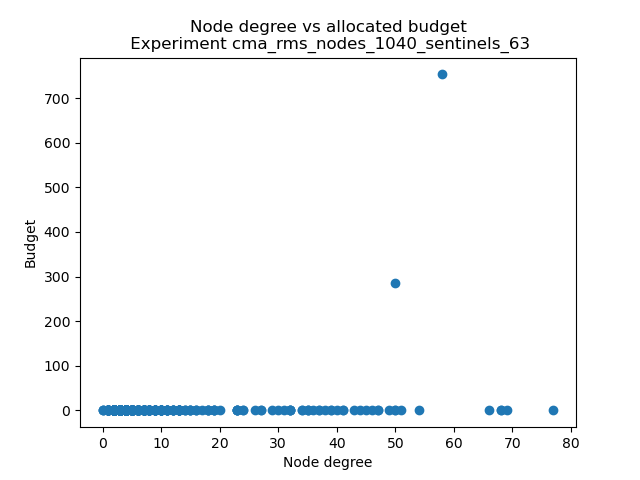 Node degree vs allocated budget
Experiment cma_rms_nodes_1040_sentinels_63
700
600
500
400
300
200
100
0
Budget
0 10 20 30 40 50 60 70 80
Node degree